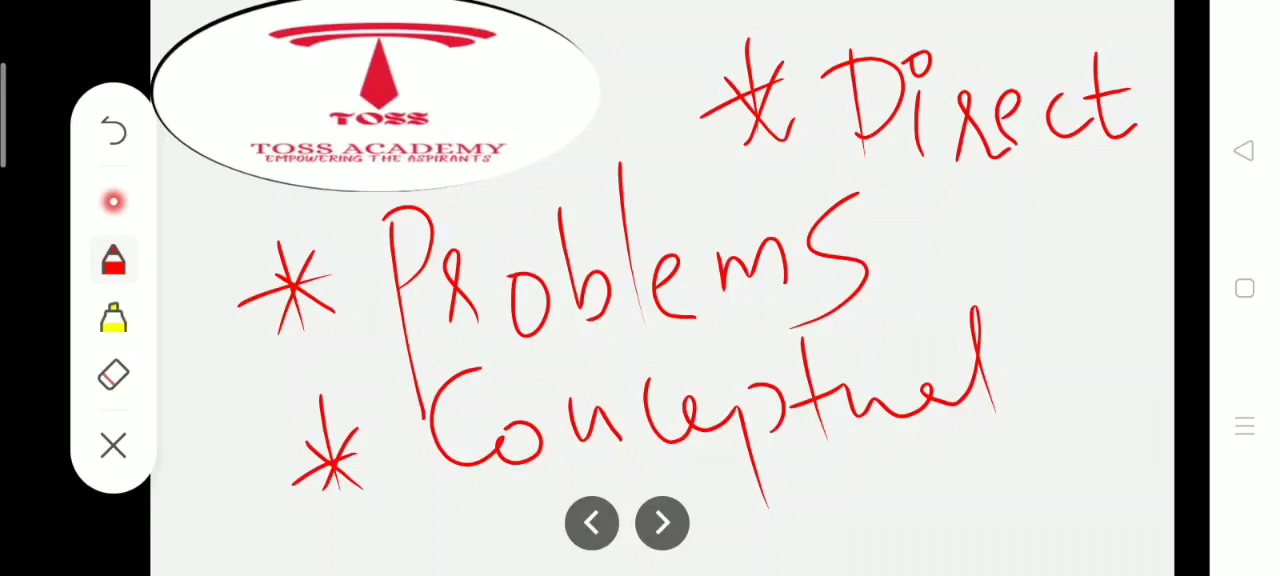 TOSS
TOSS ACADEMY
EMPOWERING THE ASPIRANTS
* Direct
* Problems
* Conceptual